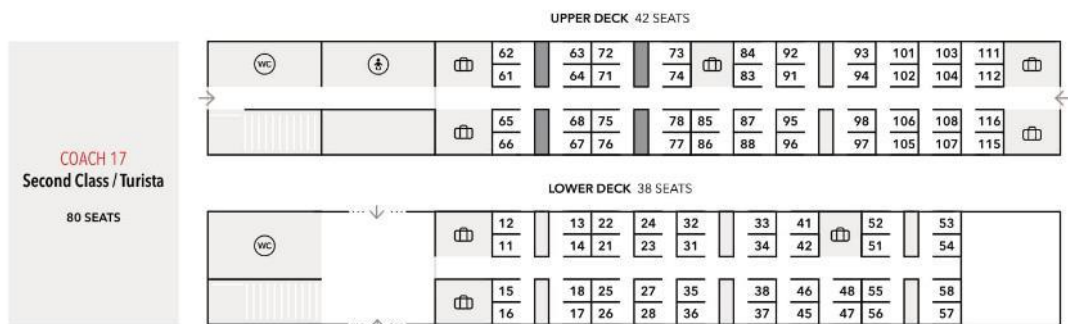 UPPER DECK 42 SEATS
WC 62 63 72 73 84 92 93 101 103 111
61 64 71 74 83 91 94 102 104 112
65 68 75 78 85 87 95 98 106 108 116
66 67 76 77 86 88 96 97 105 107 115
COACH 17
Second Class / Turista
80 SEATS
LOWER DECK 38 SEATS
WC 12 13 22 24 32 33 41 52 53
11 14 21 23 31 34 42 51 54
15 18 25 27 35 38 46 48 55 58
16 17 26 28 36 37 45 47 56 57